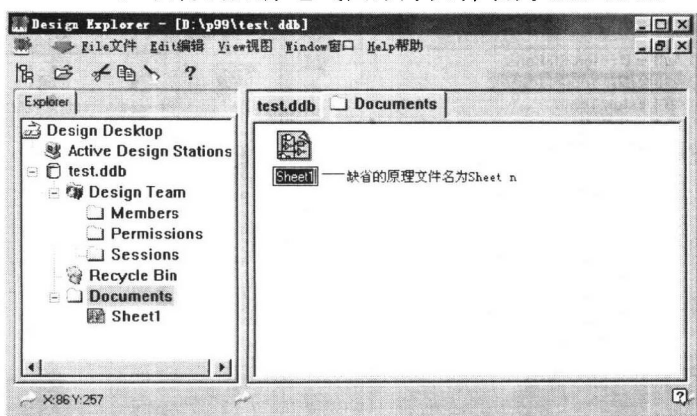 Design Explorer - [D:\p99\test.ddb]
File文件 Edit编辑 View视图 Window窗口 Help帮助
Explorer
test.ddb Documents
Design Desktop
Active Design Stations
test.ddb
Design Team
Members
Permissions
Sessions
Recycle Bin
Documents
Sheet1
Sheet1 ——缺省的原理文件名为Sheet n
X:86 Y:257